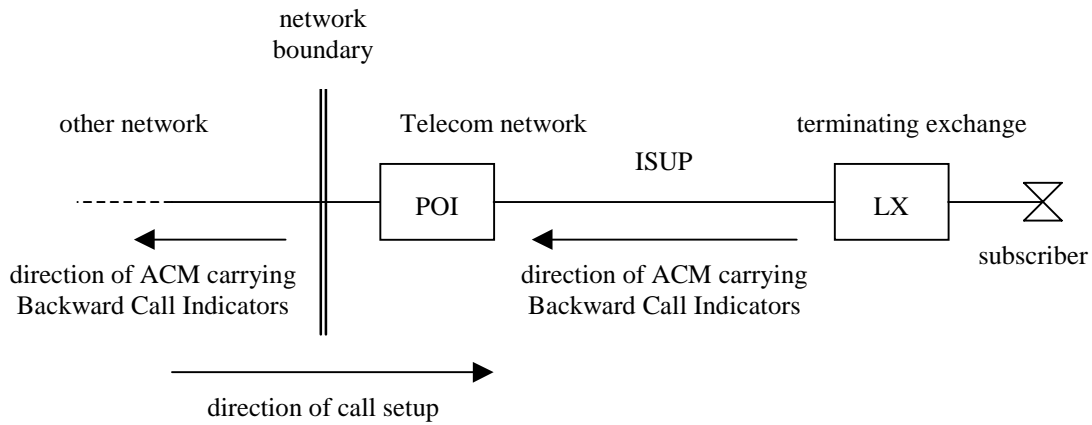 network
boundary
other network
Telecom network
terminating exchange
ISUP
POI
LX
subscriber
direction of ACM carrying
Backward Call Indicators
direction of ACM carrying
Backward Call Indicators
direction of call setup